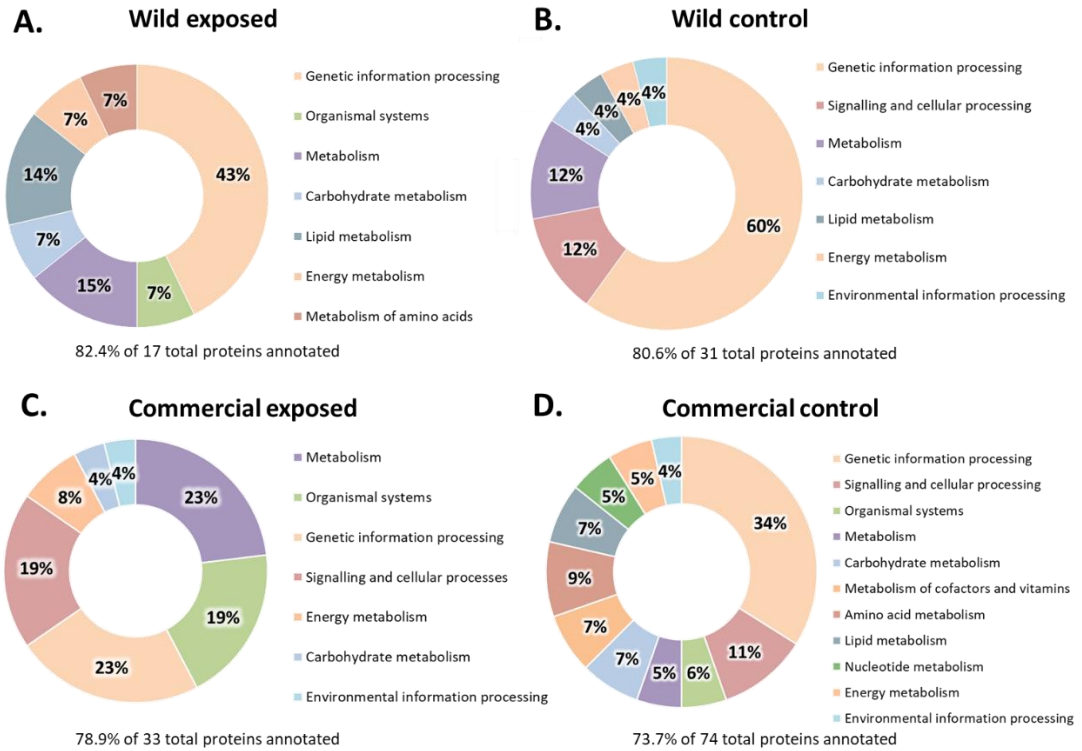 A.
Wild exposed
43%
7%
15%
7%
14%
7%
7%
Genetic information processing
Organismal systems
Metabolism
Carbohydrate metabolism
Lipid metabolism
Energy metabolism
Metabolism of amino acids
82.4% of 17 total proteins annotated
B.
Wild control
60%
12%
12%
4%
4%
4%
4%
Genetic information processing
Signalling and cellular processing
Metabolism
Carbohydrate metabolism
Lipid metabolism
Energy metabolism
Environmental information processing
80.6% of 31 total proteins annotated
C.
Commercial exposed
23%
19%
23%
19%
8%
4%
4%
Metabolism
Organismal systems
Genetic information processing
Signalling and cellular processes
Energy metabolism
Carbohydrate metabolism
Environmental information processing
78.9% of 33 total proteins annotated
D.
Commercial control
34%
11%
6%
5%
7%
7%
9%
7%
5%
5%
4%
Genetic information processing
Signalling and cellular processing
Organismal systems
Metabolism
Carbohydrate metabolism
Metabolism of cofactors and vitamins
Amino acid metabolism
Lipid metabolism
Nucleotide metabolism
Energy metabolism
Environmental information processing
73.7% of 74 total proteins annotated